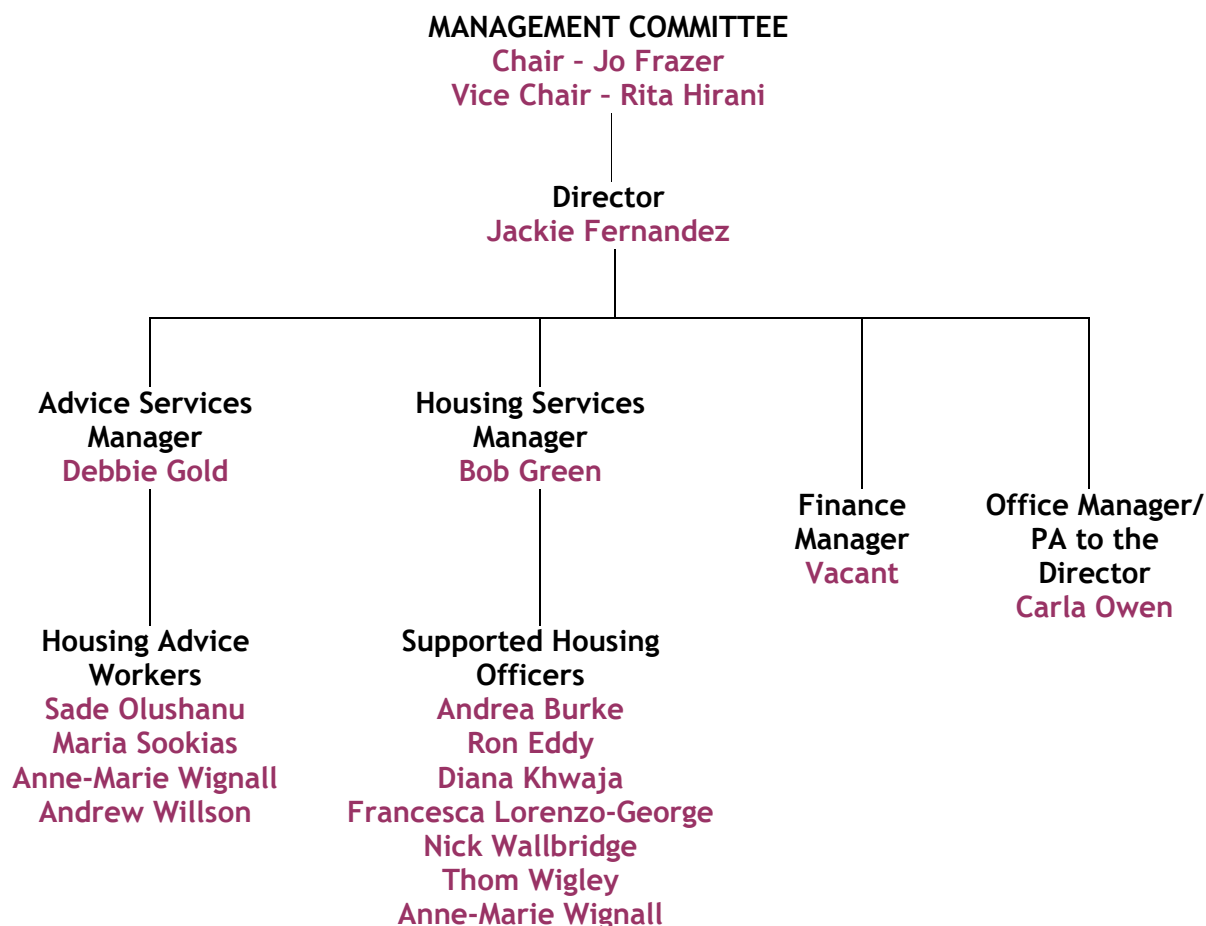 MANAGEMENT COMMITTEE
Chair – Jo Frazer
Vice Chair – Rita Hirani
Director
Jackie Fernandez
Advice Services
Manager
Debbie Gold
Housing Services
Manager
Bob Green
Finance
Manager
Vacant
Office Manager/
PA to the
Director
Carla Owen
Housing Advice
Workers
Sade Olushanu
Maria Sookias
Anne-Marie Wignall
Andrew Willson
Supported Housing
Officers
Andrea Burke
Ron Eddy
Diana Khwaja
Francesca Lorenzo-George
Nick Wallbridge
Thom Wigley
Anne-Marie Wignall